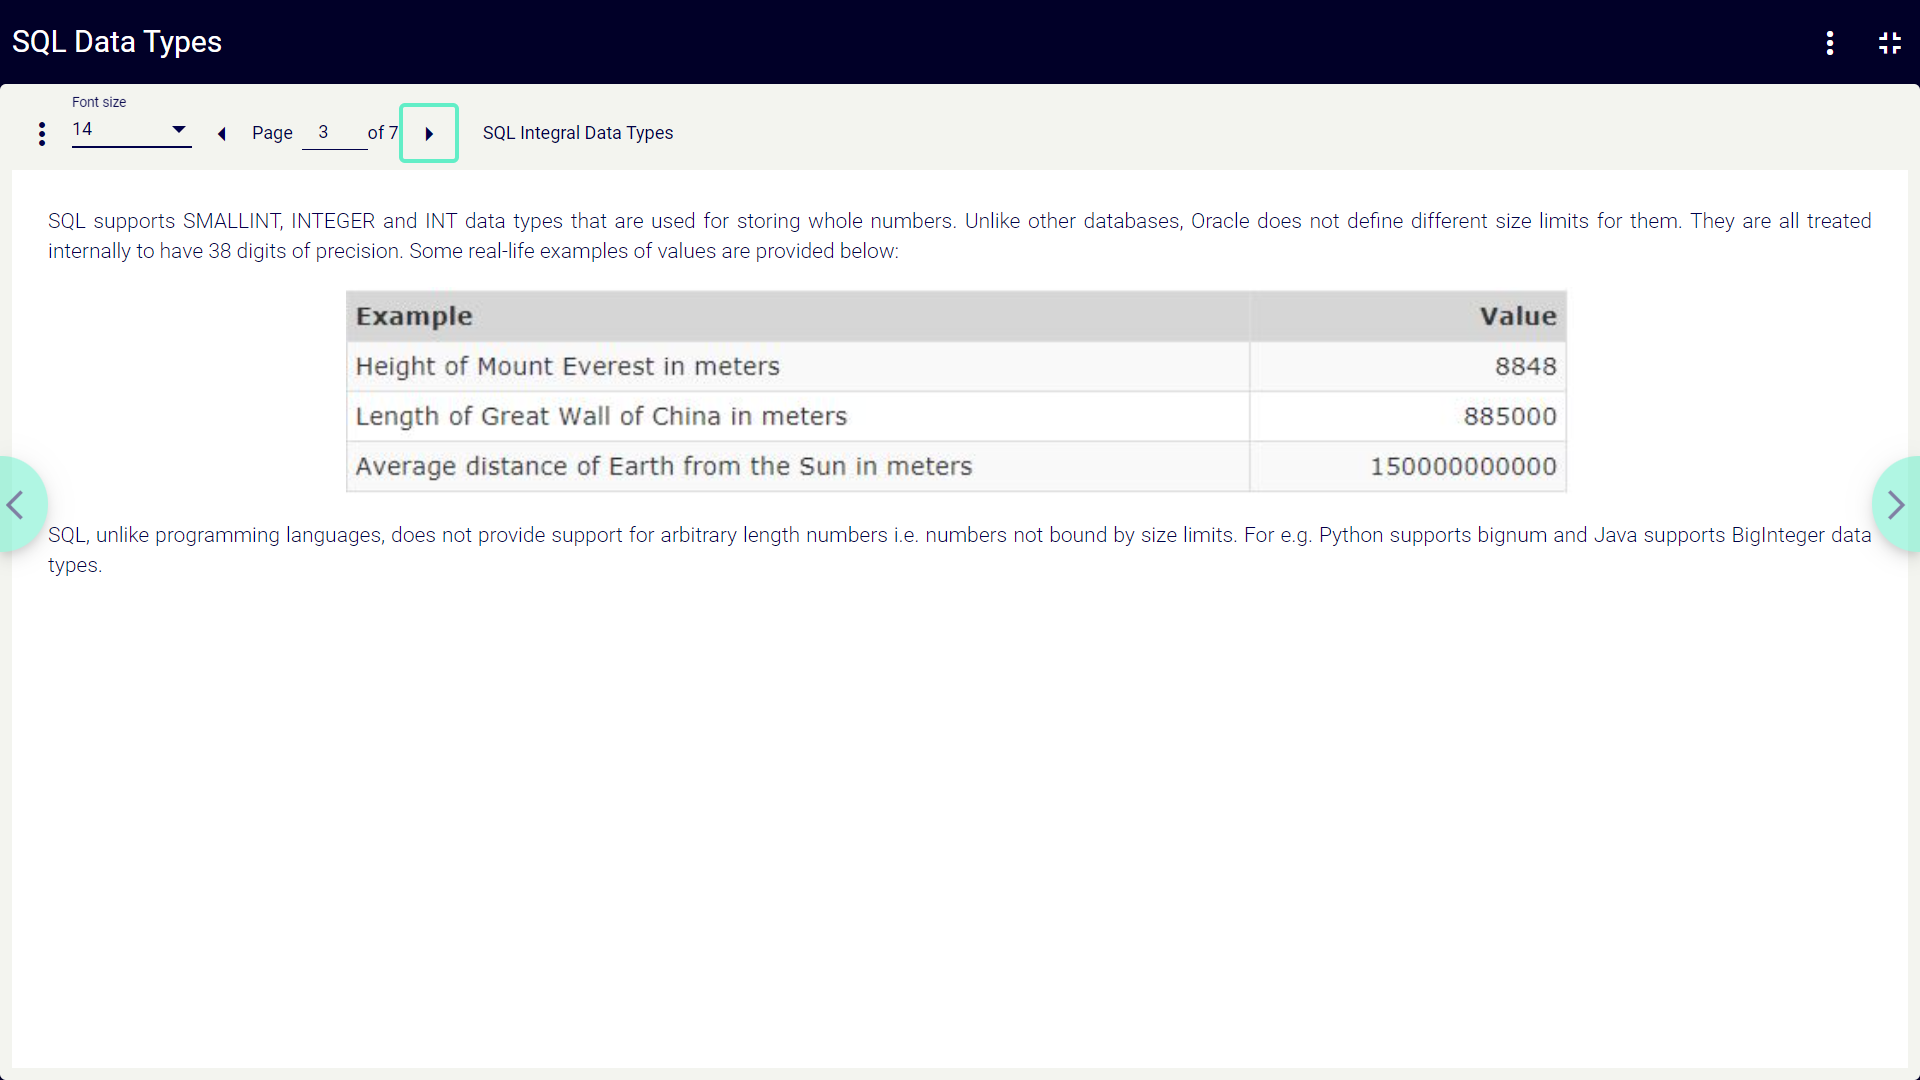 SQL Data Types
Font size
14
Page 3 of 7
SQL Integral Data Types
SQL supports SMALLINT, INTEGER and INT data types that are used for storing whole numbers. Unlike other databases, Oracle does not define different size limits for them. They are all treated
internally to have 38 digits of precision. Some real-life examples of values are provided below:
Example Value
Height of Mount Everest in meters 8848
Length of Great Wall of China in meters 885000
Average distance of Earth from the Sun in meters 150000000000
SQL, unlike programming languages, does not provide support for arbitrary length numbers i.e. numbers not bound by size limits. For e.g. Python supports bignum and Java supports BigInteger data
types.